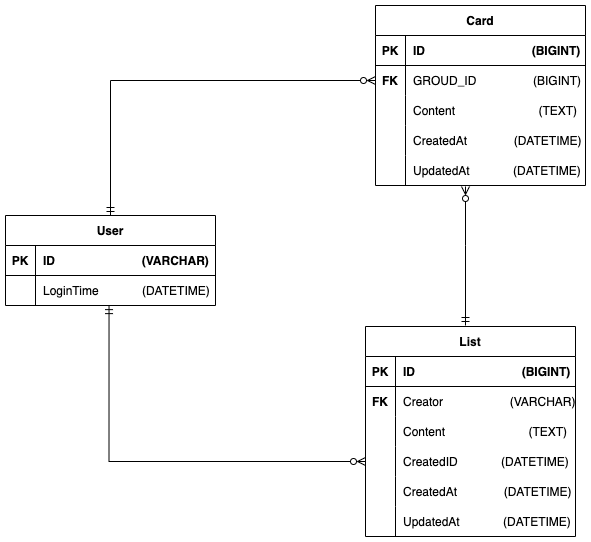 Card
PK ID (BIGINT)
FK GROUD_ID (BIGINT)
Content (TEXT)
CreatedAt (DATETIME)
UpdatedAt (DATETIME)
User
PK ID (VARCHAR)
LoginTime (DATETIME)
List
PK ID (BIGINT)
FK Creator (VARCHAR)
Content (TEXT)
CreatedID (DATETIME)
CreatedAt (DATETIME)
UpdatedAt (DATETIME)